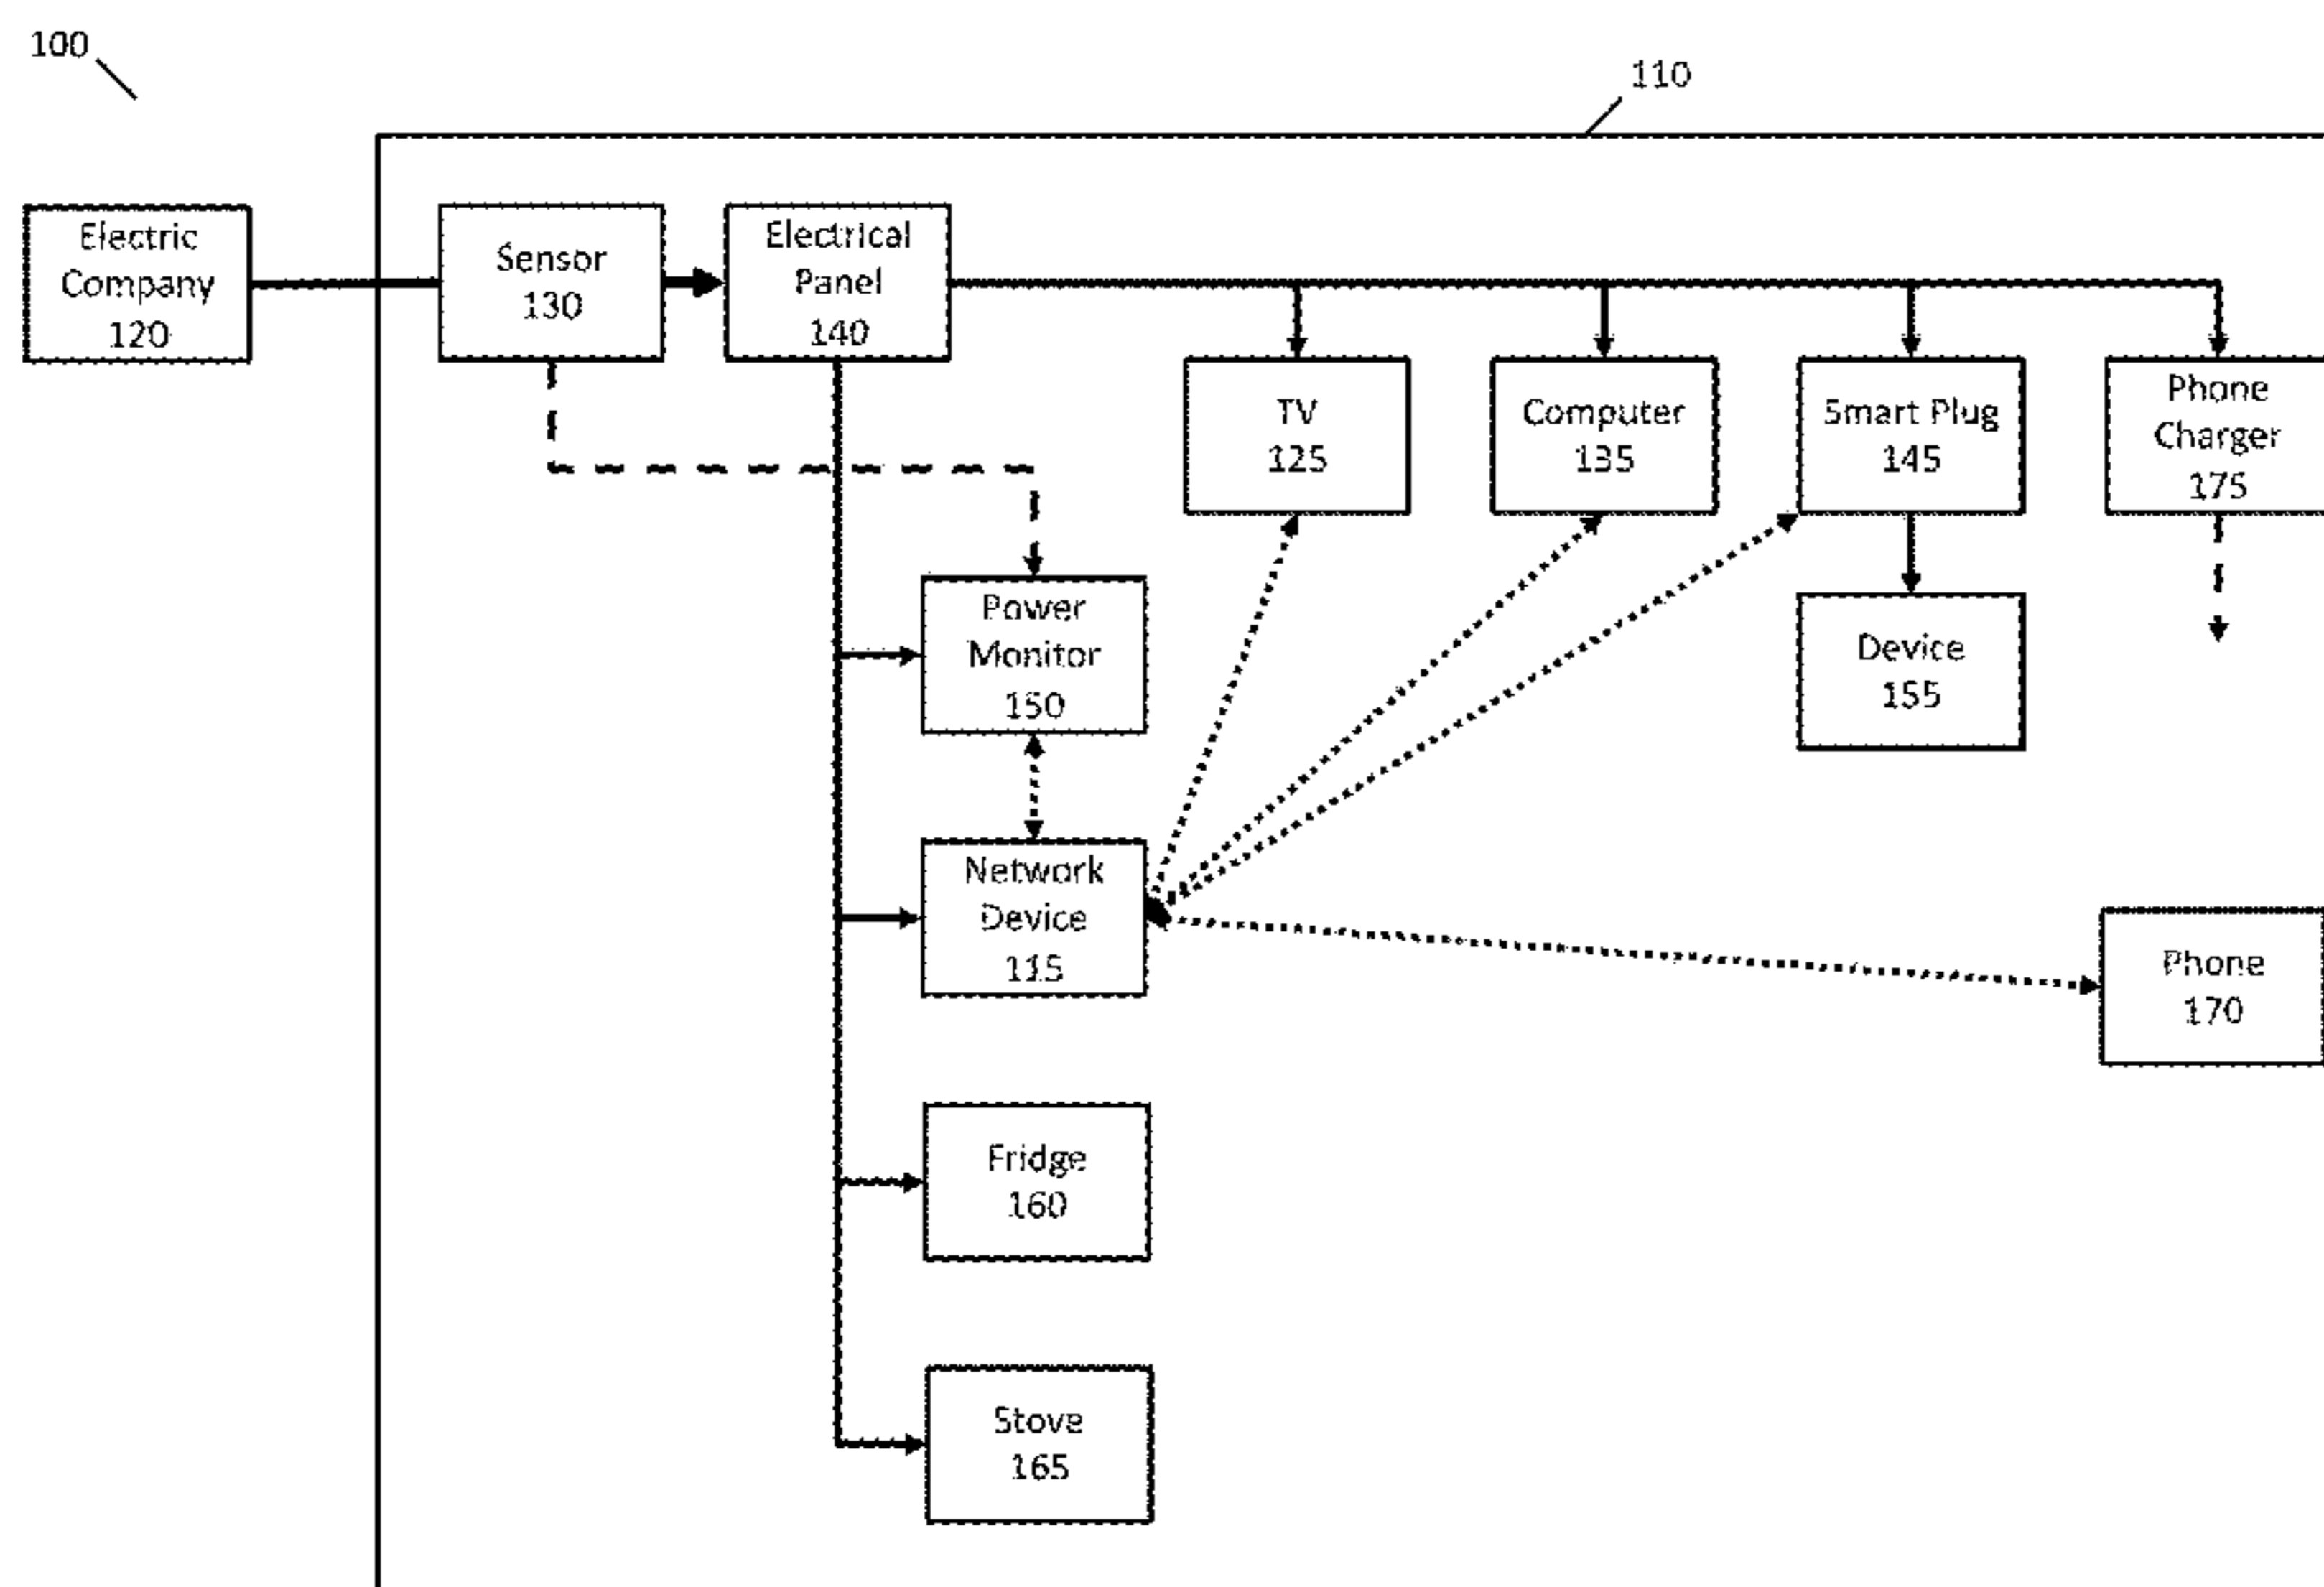 100
110
Electric
Company
120
Sensor
130
Electrical
Panel
140
TV
125
Computer
135
Smart Plug
145
Phone
Charger
175
Power
Monitor
150
Device
155
Network
Device
115
Phone
170
Fridge
160
Stove
165